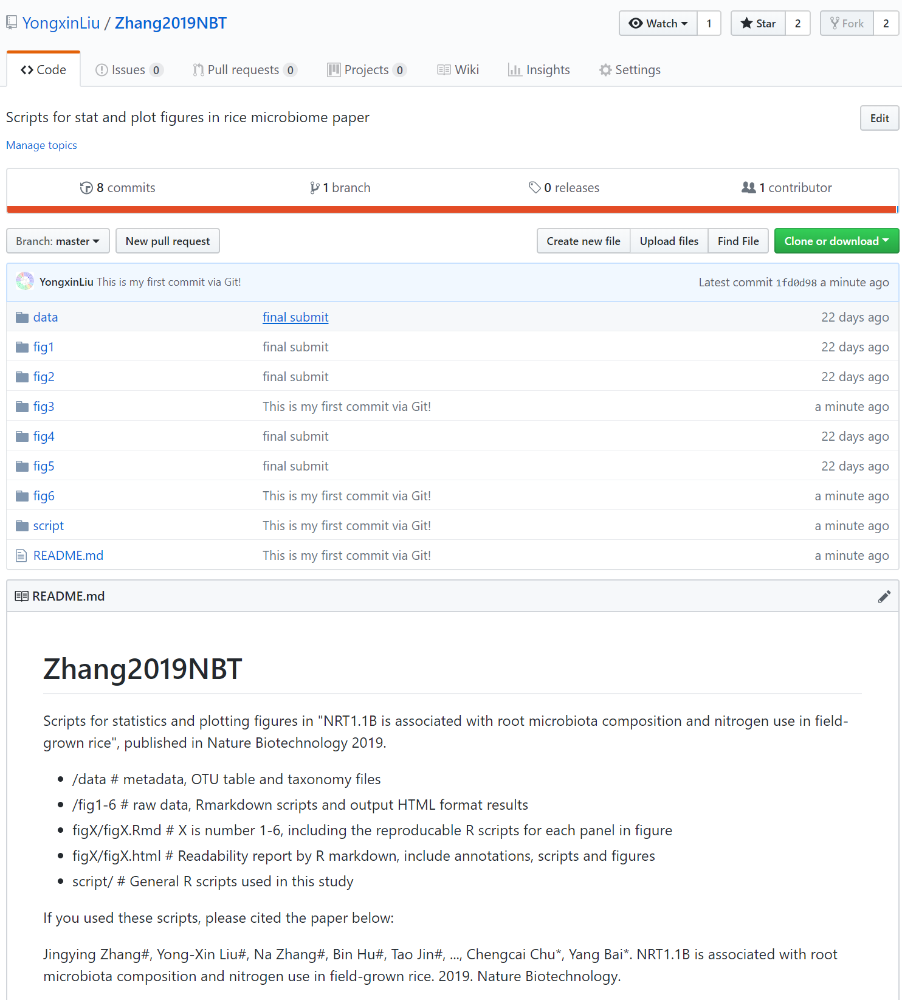 YongxinLiu / Zhang2019NBT Watch 1 Star 2 Fork 2
Code Issues 0 Pull requests 0 Projects 0 Wiki Insights Settings
Scripts for stat and plot figures in rice microbiome paper Edit
Manage topics
8 commits 1 branch 0 releases 1 contributor
Branch: master New pull request Create new file Upload files Find File Clone or download
YongxinLiu This is my first commit via Git! Latest commit 1fd0d98 a minute ago
data final submit 22 days ago
fig1 final submit 22 days ago
fig2 final submit 22 days ago
fig3 This is my first commit via Git! a minute ago
fig4 final submit 22 days ago
fig5 final submit 22 days ago
fig6 This is my first commit via Git! a minute ago
script This is my first commit via Git! a minute ago
README.md This is my first commit via Git! a minute ago
README.md
Zhang2019NBT
Scripts for statistics and plotting figures in "NRT1.1B is associated with root microbiota composition and nitrogen use in field-
grown rice", published in Nature Biotechnology 2019.
• /data # metadata, OTU table and taxonomy files
• /fig1-6 # raw data, Rmarkdown scripts and output HTML format results
• figX/figX.Rmd # X is number 1-6, including the reproducable R scripts for each panel in figure
• figX/figX.html # Readability report by R markdown, include annotations, scripts and figures
• script/ # General R scripts used in this study
If you used these scripts, please cited the paper below:
Jingying Zhang#, Yong-Xin Liu#, Na Zhang#, Bin Hu#, Tao Jin#, ..., Chengcai Chu*, Yang Bai*. NRT1.1B is associated with root
microbiota composition and nitrogen use in field-grown rice. 2019. Nature Biotechnology.